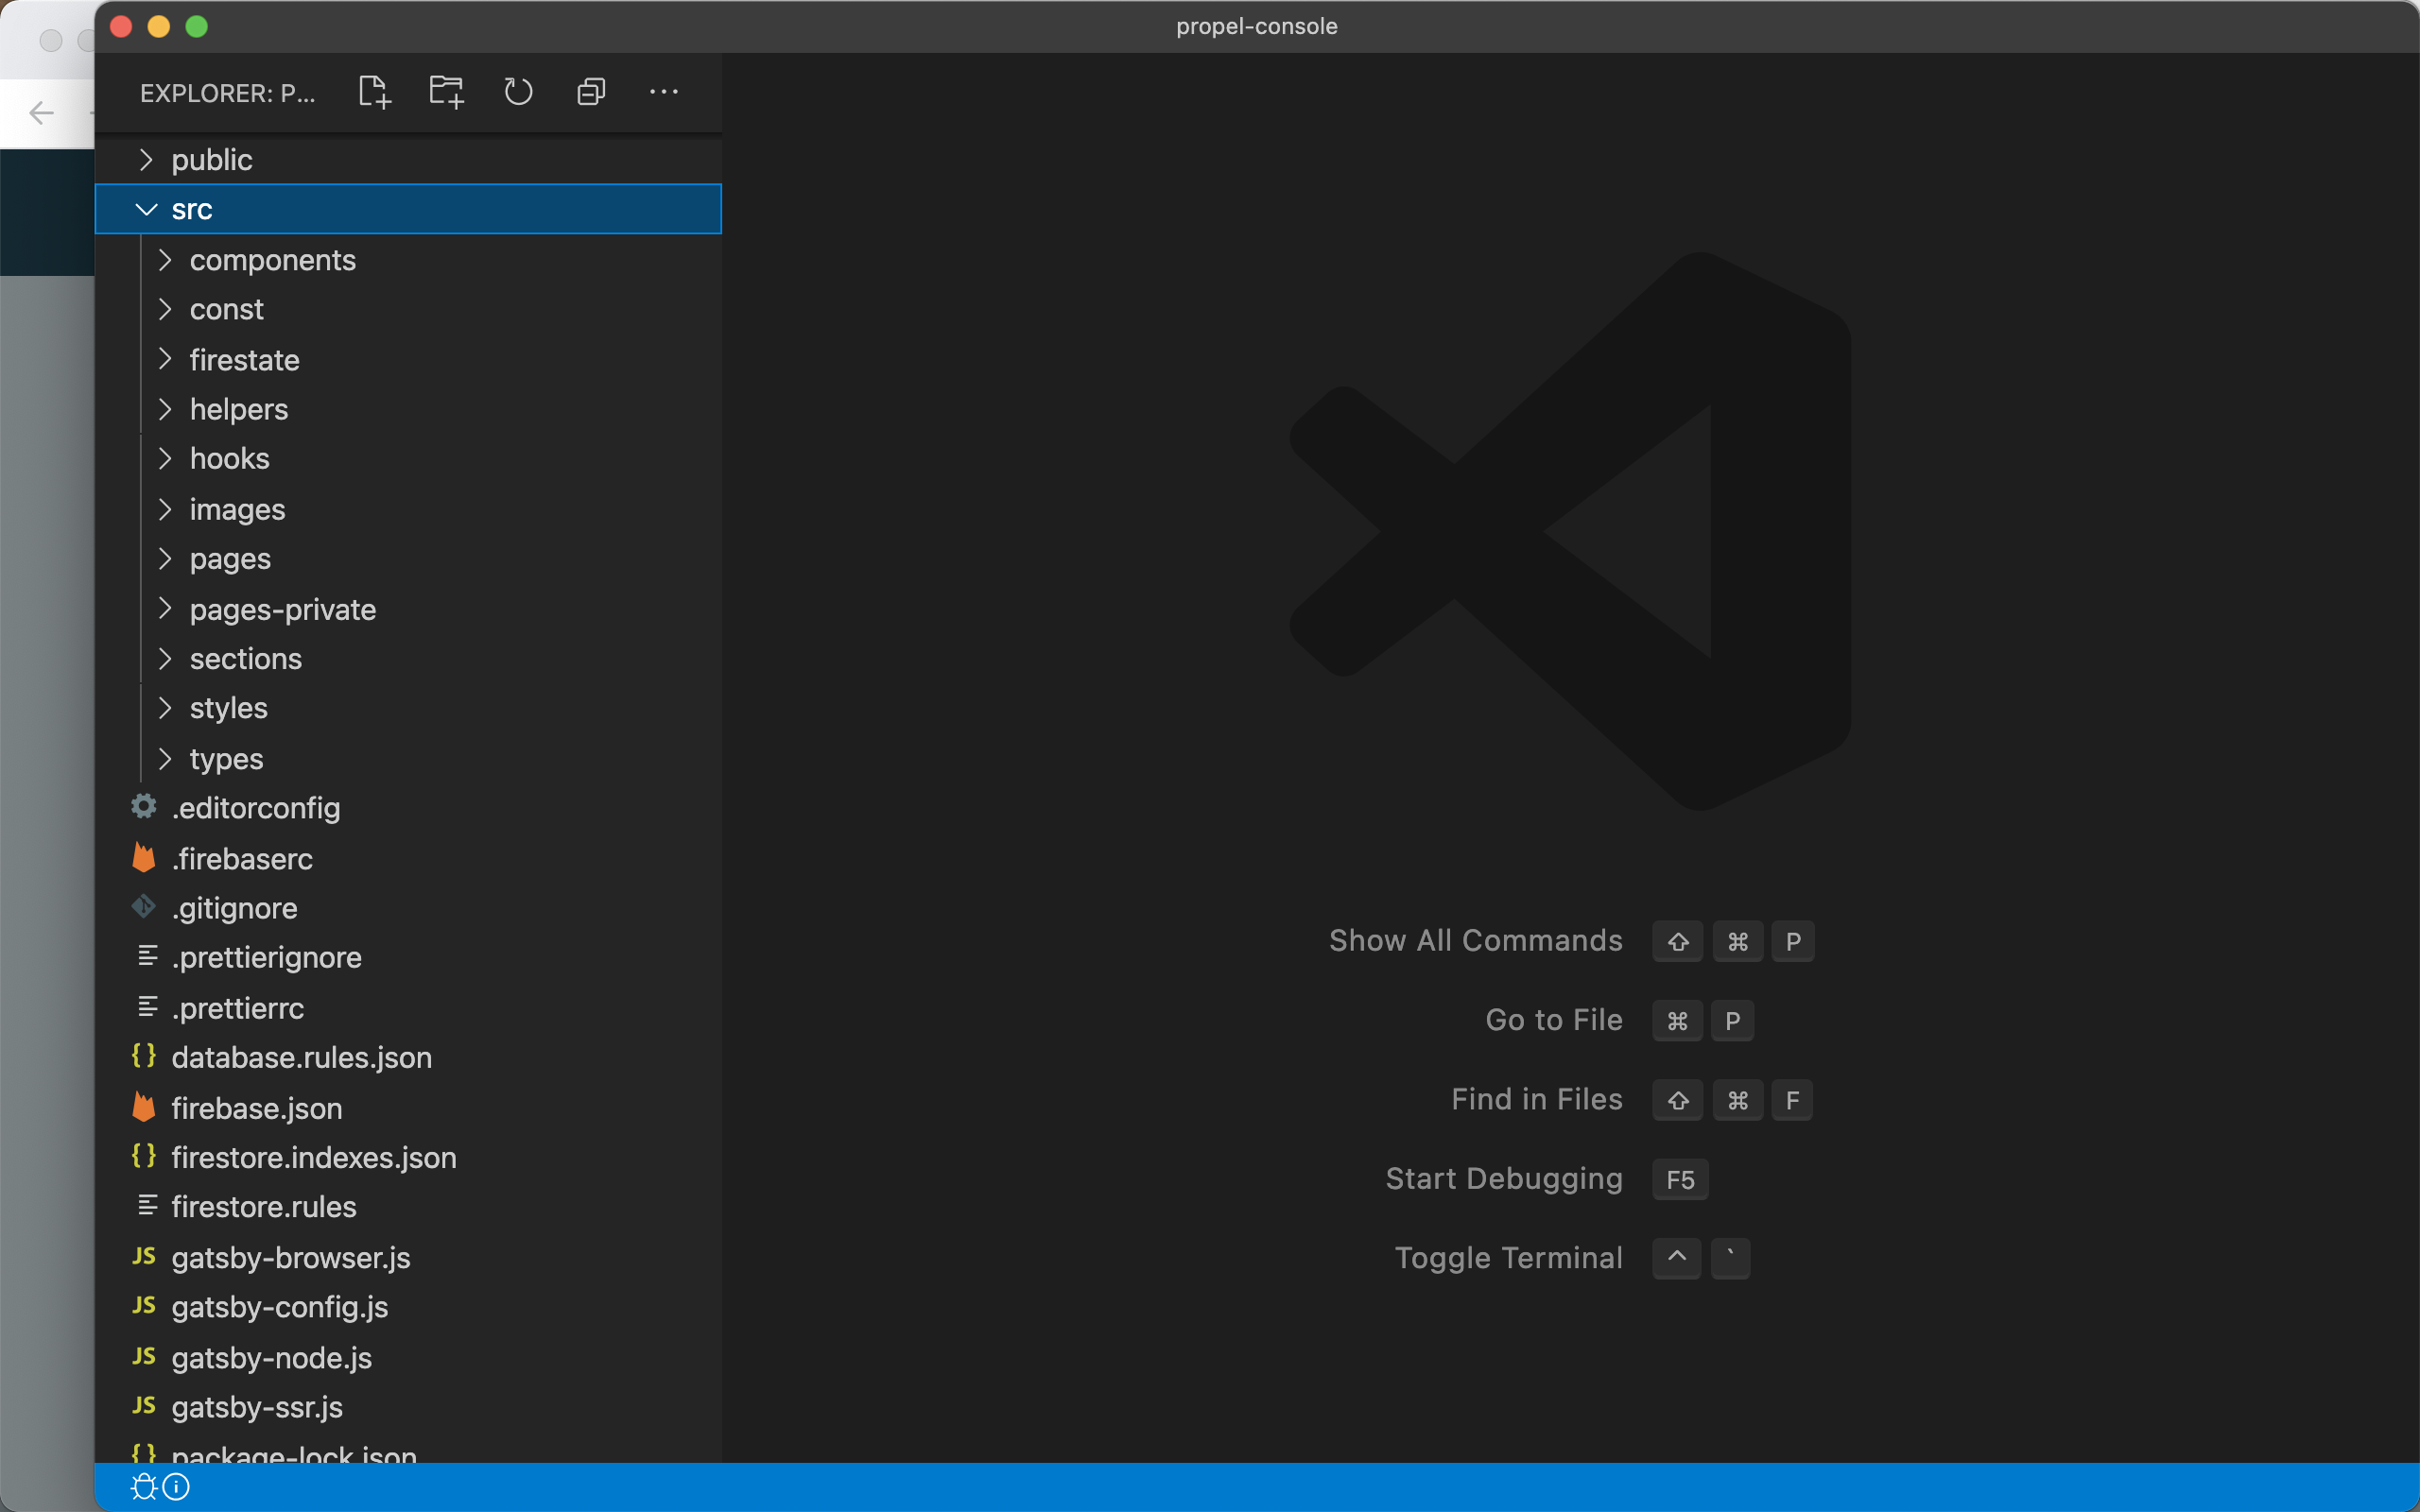 propel-console
EXPLORER: P...
public
src
components
const
firestate
helpers
hooks
images
pages
pages-private
sections
styles
types
.editorconfig
.firebaserc
.gitignore
.prettierignore
.prettierrc
{} database.rules.json
firebase.json
{} firestore.indexes.json
firestore.rules
JS gatsby-browser.js
JS gatsby-config.js
JS gatsby-node.js
JS gatsby-ssr.js
{} package-lock.json
Show All Commands ⇧ ⌘ P
Go to File ⌘ P
Find in Files ⇧ ⌘ F
Start Debugging F5
Toggle Terminal ^ `